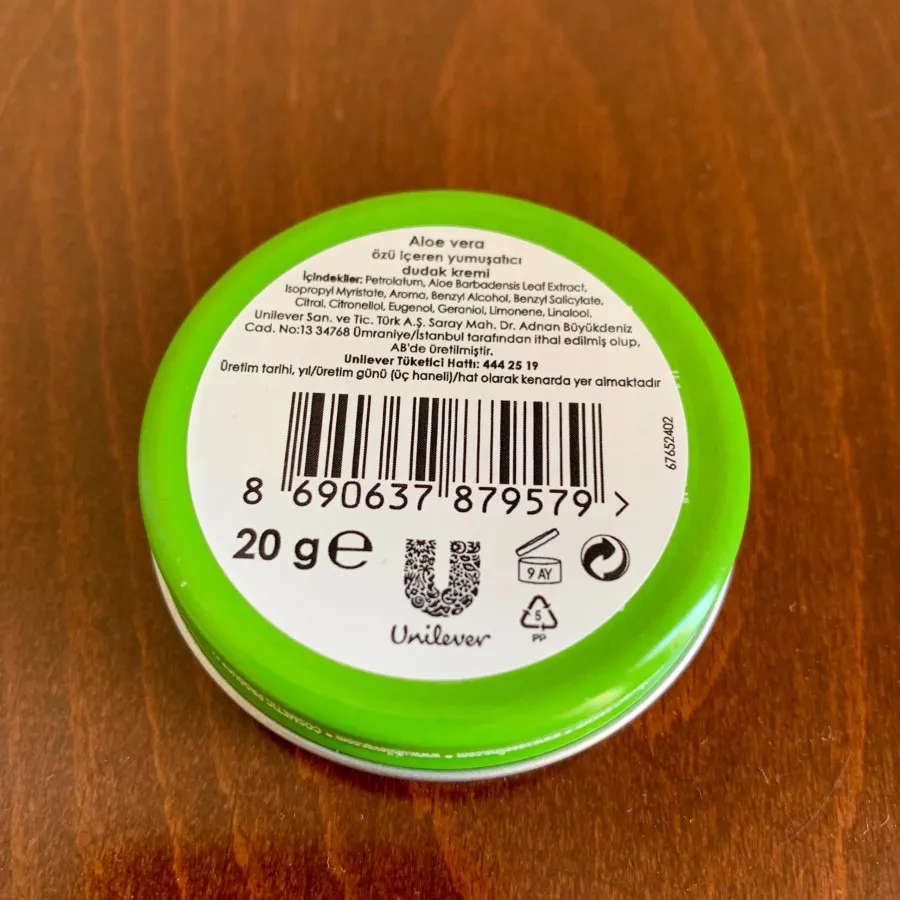 Aloe vera
özü içeren yumuşatıcı
dudak kremi
İçindekiler: Petrolatum, Aloe Barbadensis Leaf Extract,
Isopropyl Myristate, Aroma, Benzyl Alcohol, Benzyl Salicylate,
Citral, Citronellol, Eugenol, Geraniol, Limonene, Linalool.
Unilever San. ve Tic. Türk A.Ş. Saray Mah. Dr. Adnan Büyükdeniz
Cad. No:13 34768 Ümraniye/İstanbul tarafından ithal edilmiş olup,
AB'de üretilmiştir.
Unilever Tüketici Hattı: 444 25 19
Üretim tarihi, yıl/üretim günü (üç haneli)/hat olarak kenarda yer almaktadır
67652402
8 690637 879579 >
20 g e
9 AY
5
PP
Unilever
COSMETIC